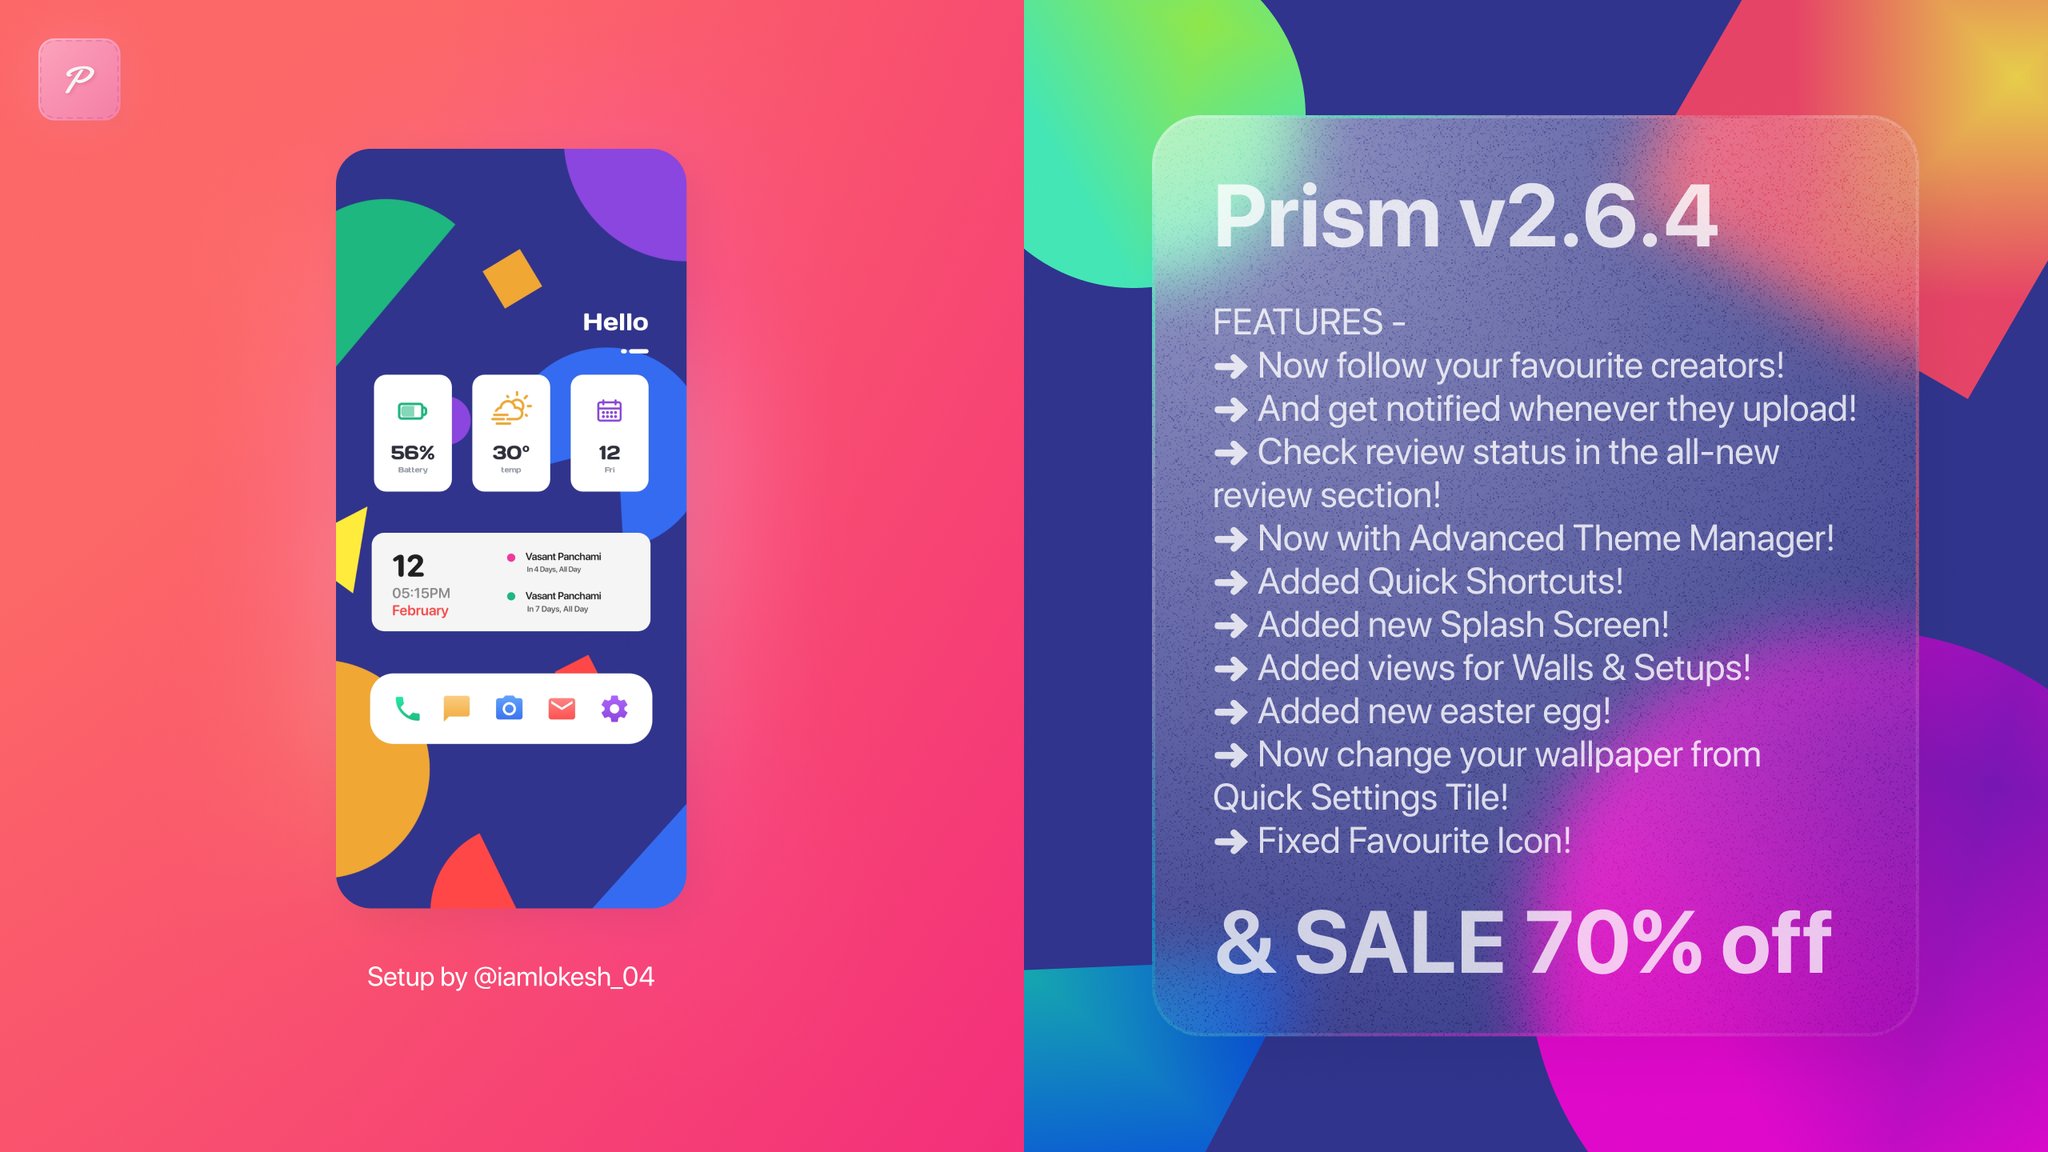 P
Hello
56%
Battery
30°
temp
12
Fri
12
05:15PM
February
Vasant Panchami
In 4 Days, All Day
Vasant Panchami
In 7 Days, All Day
Setup by @iamlokesh_04
Prism v2.6.4
FEATURES -
➔ Now follow your favourite creators!
➔ And get notified whenever they upload!
➔ Check review status in the all-new
review section!
➔ Now with Advanced Theme Manager!
➔ Added Quick Shortcuts!
➔ Added new Splash Screen!
➔ Added views for Walls & Setups!
➔ Added new easter egg!
➔ Now change your wallpaper from
Quick Settings Tile!
➔ Fixed Favourite Icon!
& SALE 70% off